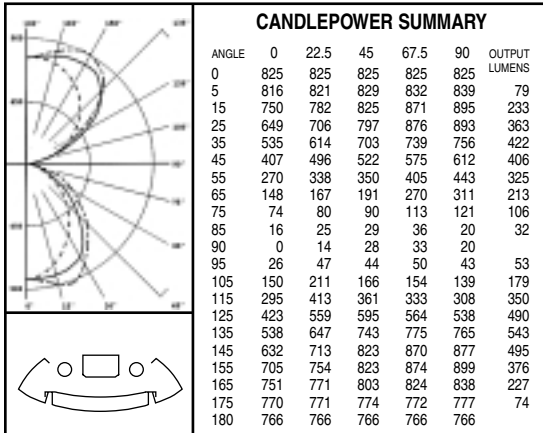 CANDLEPOWER SUMMARY
ANGLE 0 22.5 45 67.5 90 OUTPUT LUMENS
0 825 825 825 825 825
5 816 821 829 832 839 79
15 750 782 825 871 895 233
25 649 706 797 876 893 363
35 535 614 703 739 756 422
45 407 496 522 575 612 406
55 270 338 350 405 443 325
65 148 167 191 270 311 213
75 74 80 90 113 121 106
85 16 25 29 36 20 32
90 0 14 28 33 20
95 26 47 44 50 43 53
105 150 211 166 154 139 179
115 295 413 361 333 308 350
125 423 559 595 564 538 490
135 538 647 743 775 765 543
145 632 713 823 870 877 495
155 705 754 823 874 899 376
165 751 771 803 824 838 227
175 770 771 774 772 777 74
180 766 766 766 766 766